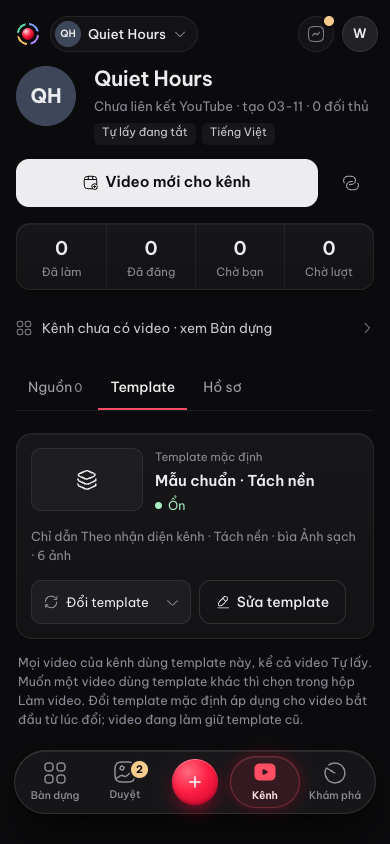 QH Quiet Hours
W
QH
Quiet Hours
Chưa liên kết YouTube · tạo 03-11 · 0 đối thủ
Tự lấy đang tắt Tiếng Việt
Video mới cho kênh
0 0 0 0
Đã làm Đã đăng Chờ bạn Chờ lượt
Kênh chưa có video · xem Bàn dựng
Nguồn 0 Template Hồ sơ
Template mặc định
Mẫu chuẩn · Tách nền
Ổn
Chỉ dẫn Theo nhận diện kênh · Tách nền · bìa Ảnh sạch
· 6 ảnh
Đổi template Sửa template
Mọi video của kênh dùng template này, kể cả video Tự lấy.
Muốn một video dùng template khác thì chọn trong hộp
Làm video. Đổi template mặc định áp dụng cho video bắt
đầu từ lúc đổi; video đang làm giữ template cũ.
2
Bàn dựng Duyệt Kênh Khám phá